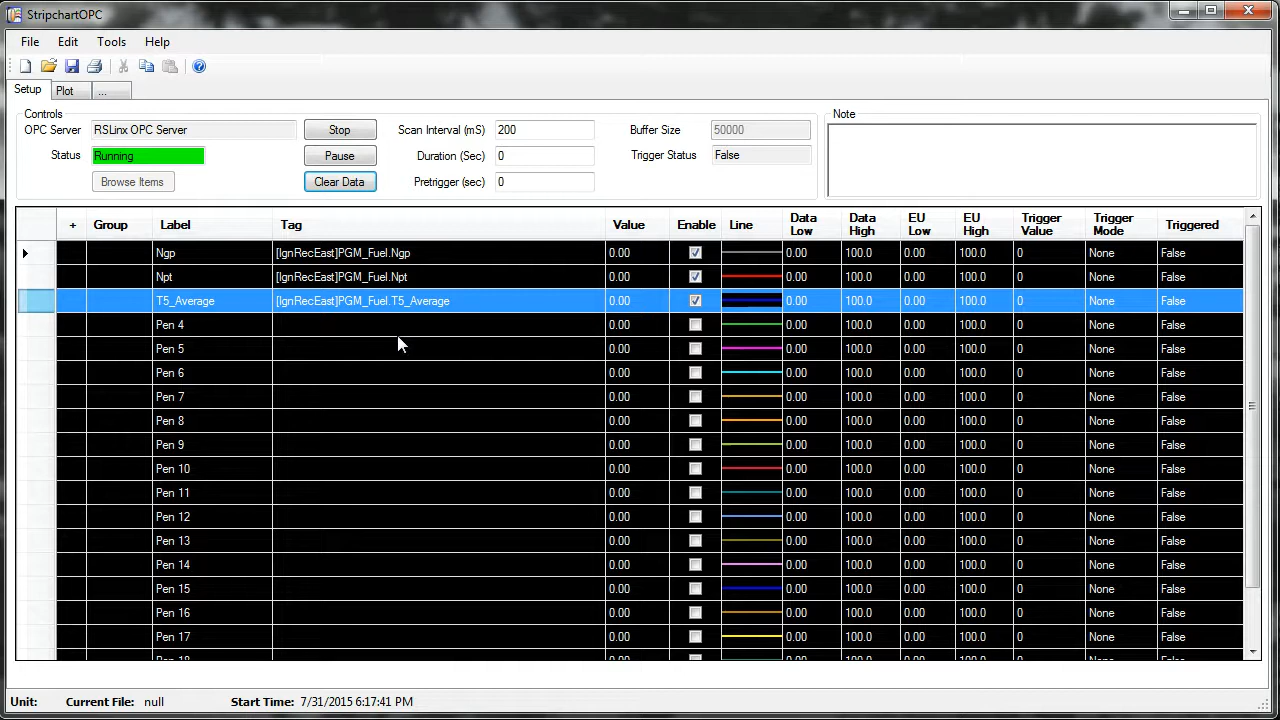 StripchartOPC
File Edit Tools Help
Setup Plot ...
Controls
OPC Server RSLinx OPC Server Stop Scan Interval (mS) 200 Buffer Size 50000 Note
Status Running Pause Duration (Sec) 0 Trigger Status False
Browse Items Clear Data Pretrigger (sec) 0
+ Group Label Tag Value Enable Line Data Low Data High EU Low EU High Trigger Value Trigger Mode Triggered
Ngp [IgnRecEast]PGM_Fuel.Ngp 0.00 0.00 100.0 0.00 100.0 0 None False
Npt [IgnRecEast]PGM_Fuel.Npt 0.00 0.00 100.0 0.00 100.0 0 None False
T5_Average [IgnRecEast]PGM_Fuel.T5_Average 0.00 0.00 100.0 0.00 100.0 0 None False
Pen 4 0.00 0.00 100.0 0.00 100.0 0 None False
Pen 5 0.00 0.00 100.0 0.00 100.0 0 None False
Pen 6 0.00 0.00 100.0 0.00 100.0 0 None False
Pen 7 0.00 0.00 100.0 0.00 100.0 0 None False
Pen 8 0.00 0.00 100.0 0.00 100.0 0 None False
Pen 9 0.00 0.00 100.0 0.00 100.0 0 None False
Pen 10 0.00 0.00 100.0 0.00 100.0 0 None False
Pen 11 0.00 0.00 100.0 0.00 100.0 0 None False
Pen 12 0.00 0.00 100.0 0.00 100.0 0 None False
Pen 13 0.00 0.00 100.0 0.00 100.0 0 None False
Pen 14 0.00 0.00 100.0 0.00 100.0 0 None False
Pen 15 0.00 0.00 100.0 0.00 100.0 0 None False
Pen 16 0.00 0.00 100.0 0.00 100.0 0 None False
Pen 17 0.00 0.00 100.0 0.00 100.0 0 None False
Unit: Current File: null Start Time: 7/31/2015 6:17:41 PM